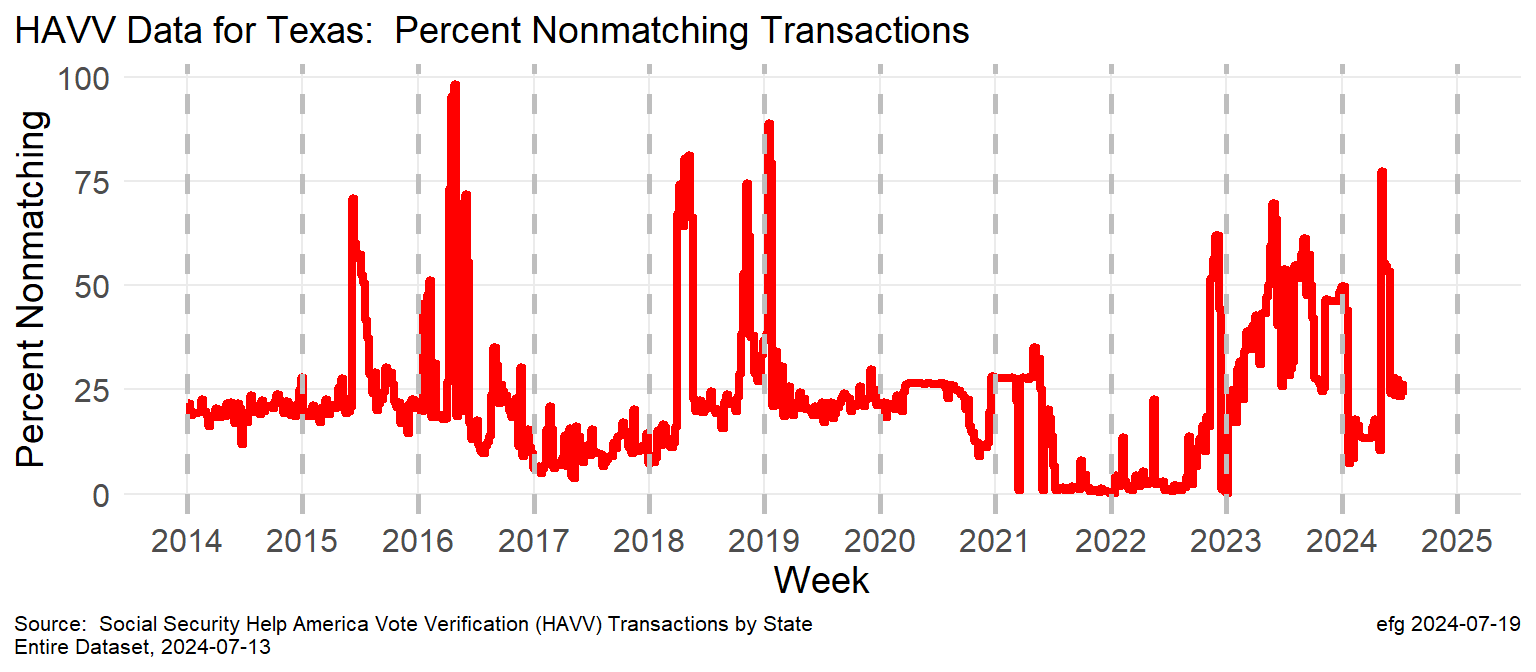 HAVV Data for Texas:  Percent Nonmatching Transactions
Percent Nonmatching
100
75
50
25
0
2014 2015 2016 2017 2018 2019 2020 2021 2022 2023 2024 2025
Week
Source:  Social Security Help America Vote Verification (HAVV) Transactions by State
Entire Dataset, 2024-07-13
efg 2024-07-19